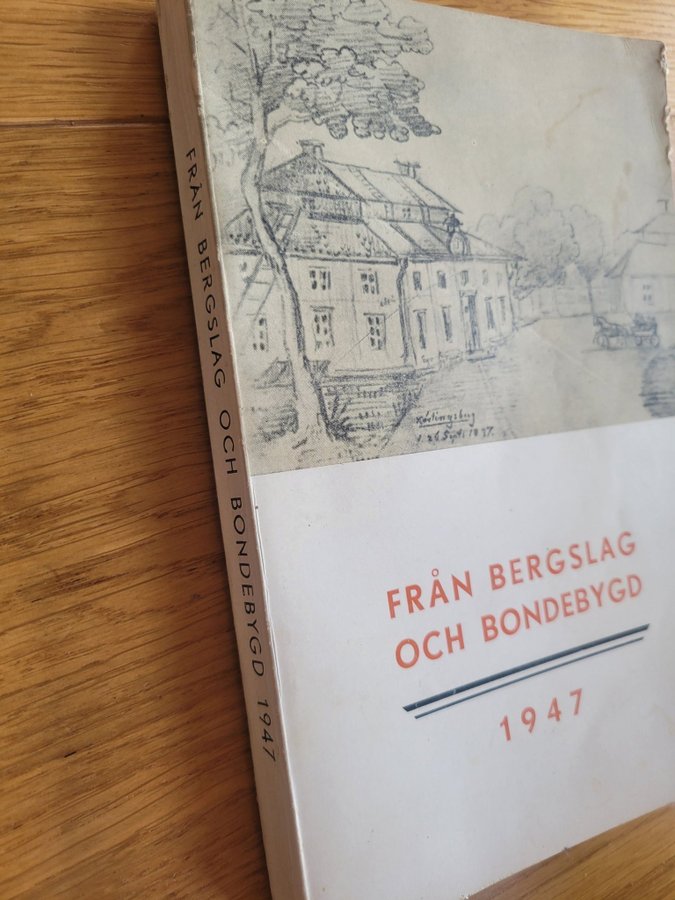 FRÅN BERGSLAG OCH BONDEBYGD 1947
FRÅN BERGSLAG
OCH BONDEBYGD
1947